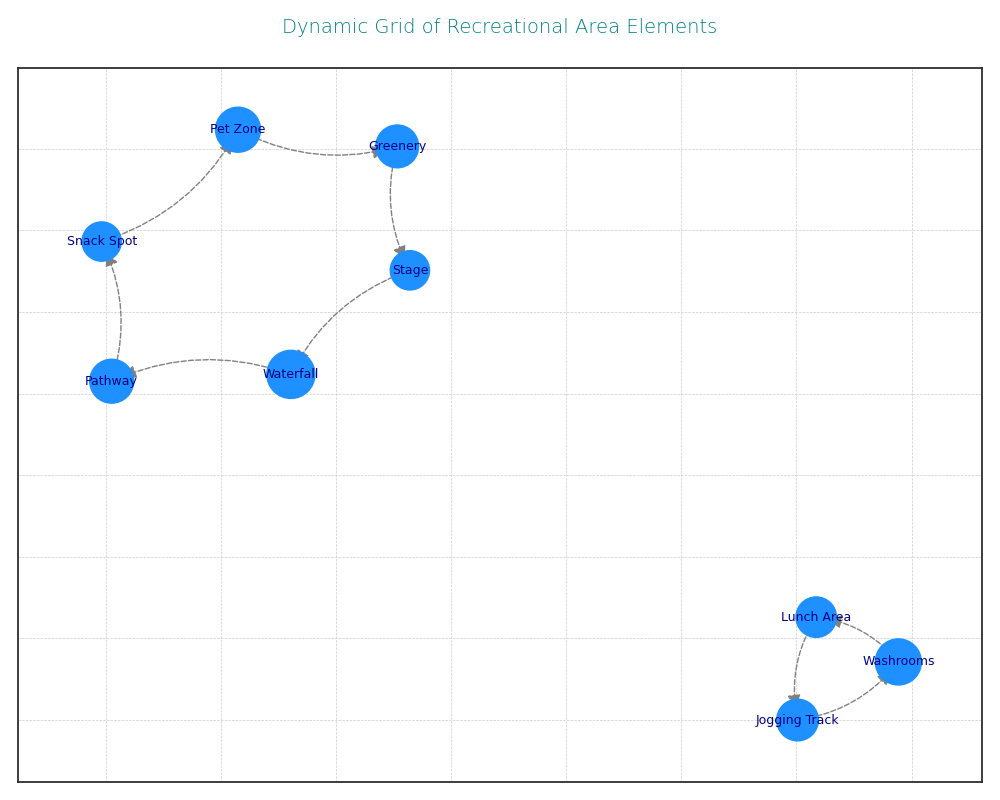 Dynamic Grid of Recreational Area Elements
Pet Zone
Greenery
Snack Spot
Stage
Waterfall
Pathway
Lunch Area
Washrooms
Jogging Track